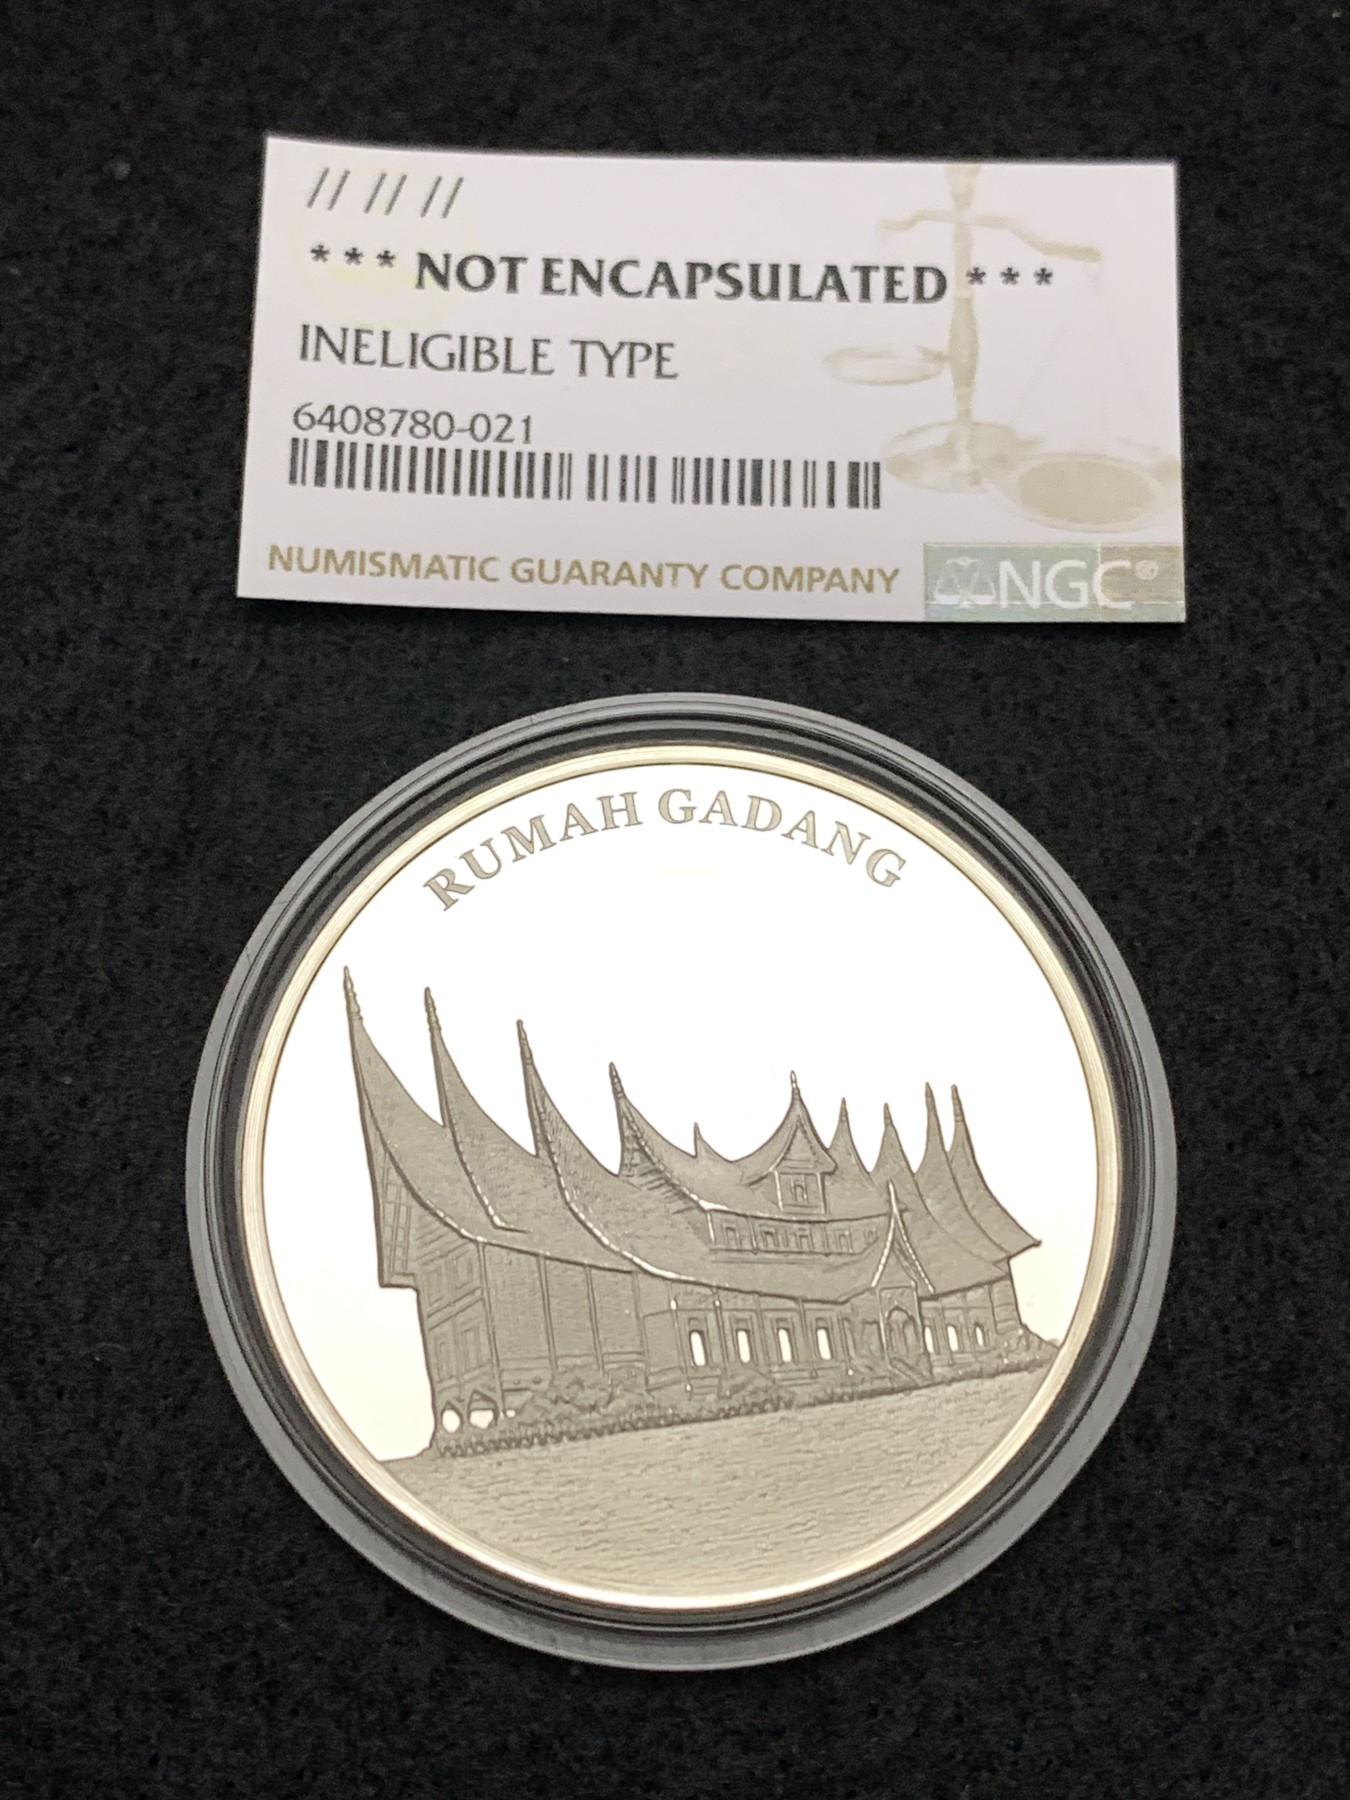 // // //
*** NOT ENCAPSULATED ***
INELIGIBLE TYPE
6408780-021
NUMISMATIC GUARANTY COMPANY
NGC®
RUMAH GADANG